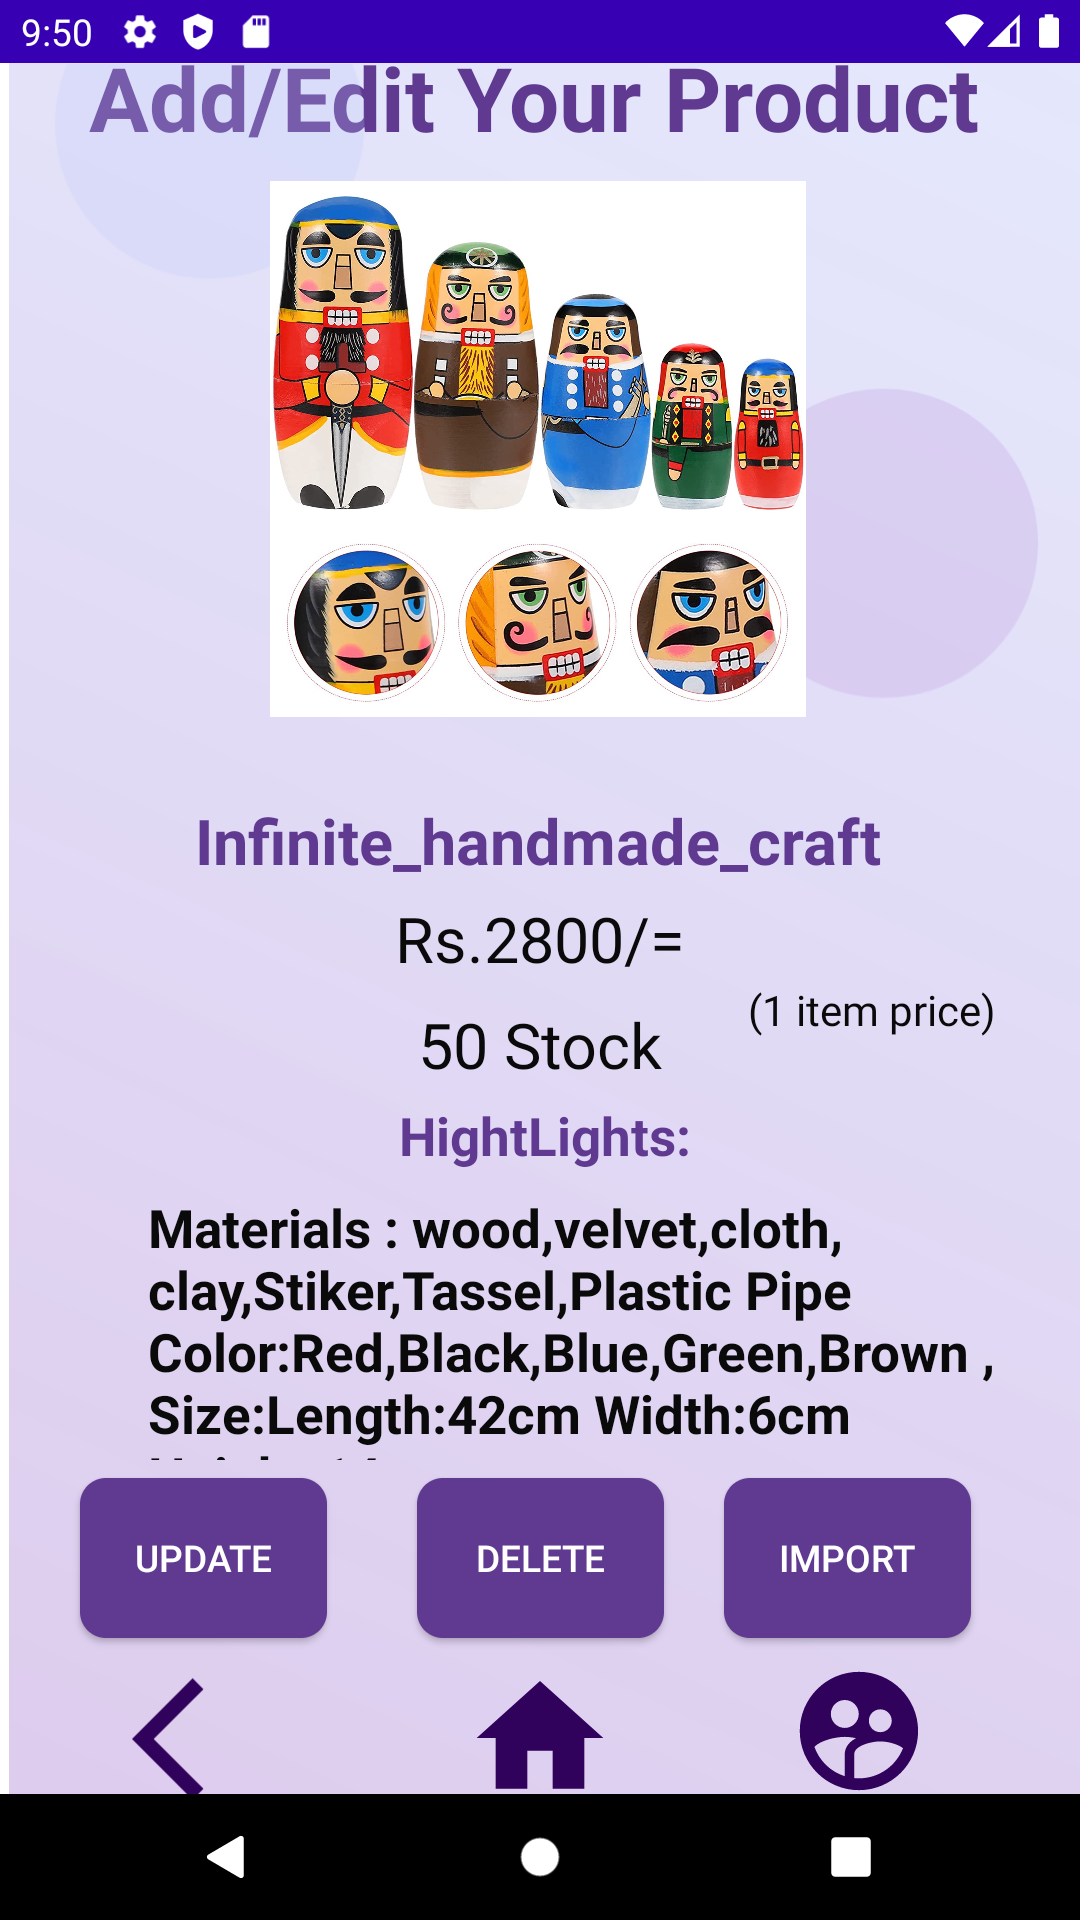 9:50
Add/Edit Your Product
Infinite_handmade_craft
Rs.2800/=
(1 item price)
50 Stock
HightLights:
Materials : wood,velvet,cloth,
clay,Stiker,Tassel,Plastic Pipe
Color:Red,Black,Blue,Green,Brown ,
Size:Length:42cm Width:6cm
UPDATE
DELETE
IMPORT